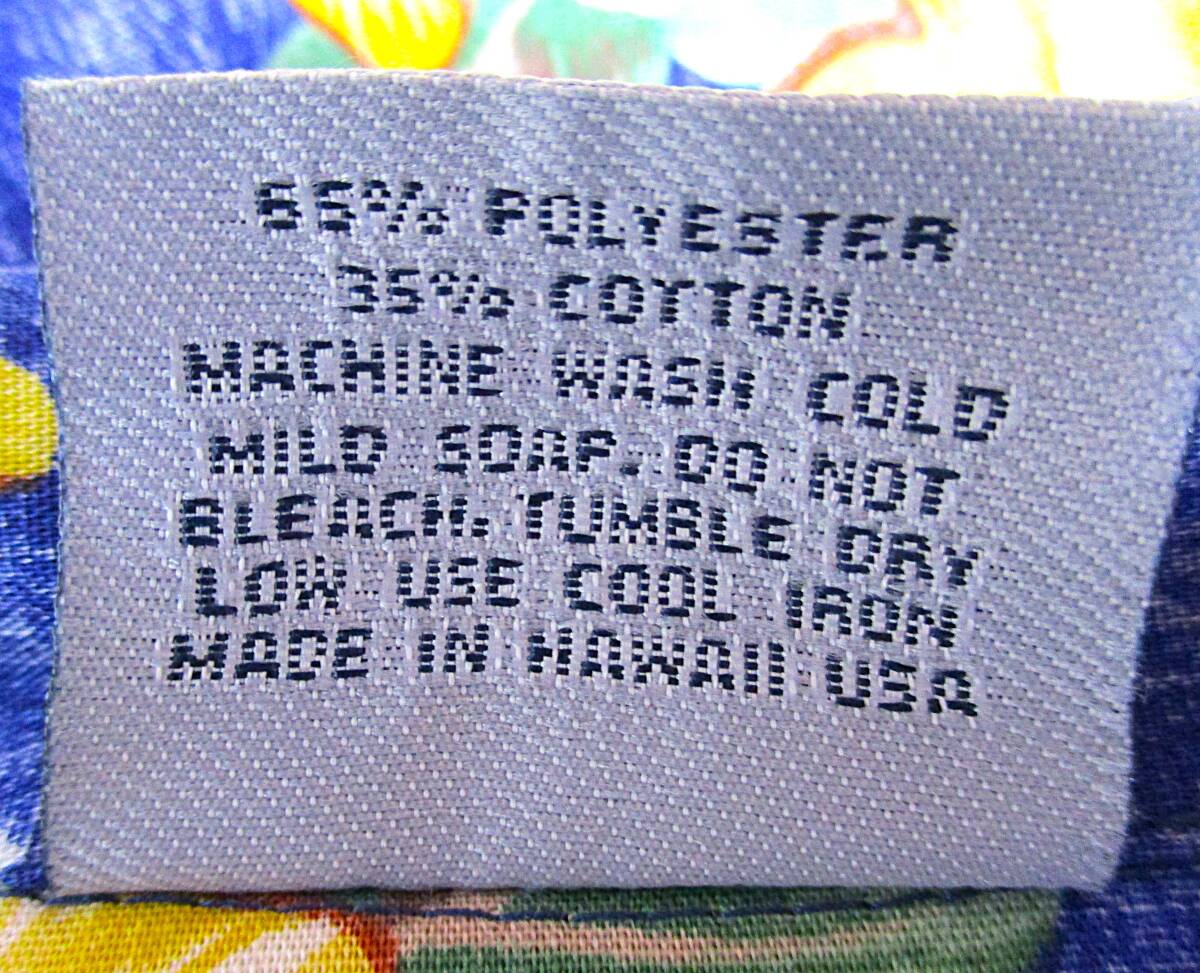 65% POLYESTER
35% COTTON
MACHINE WASH COLD
MILD SOAP. DO NOT
BLEACH. TUMBLE DRY
LOW USE COOL IRON
MADE IN HAWAII USA